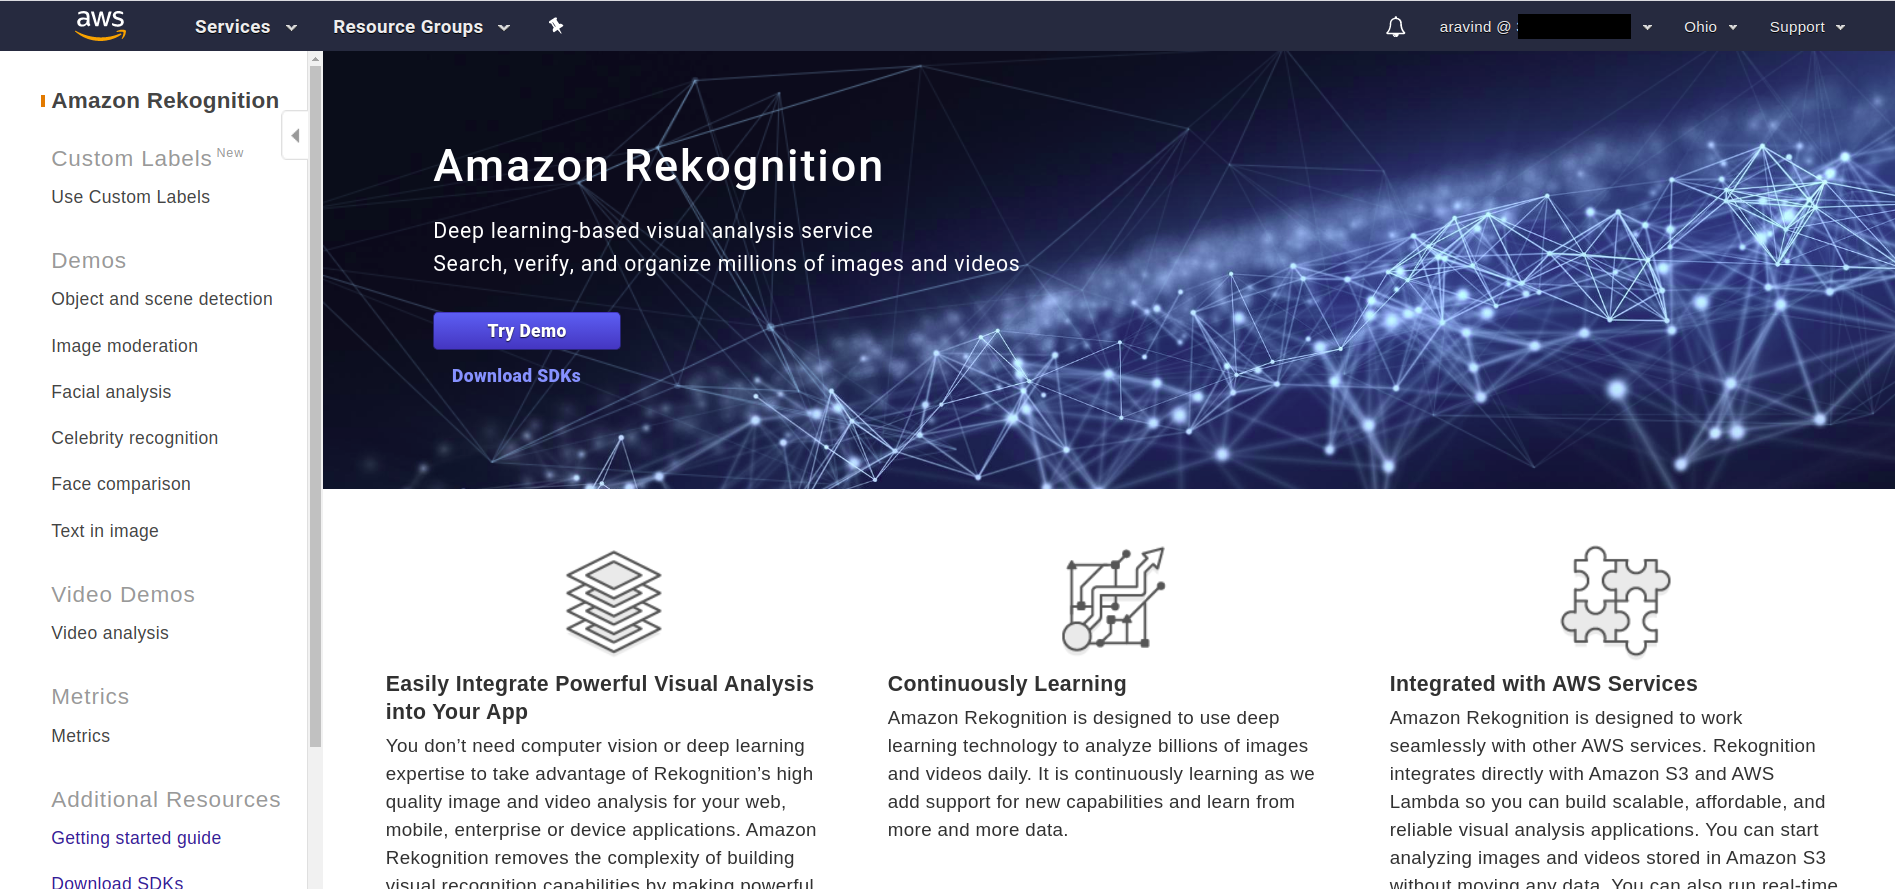 aws
Services
Resource Groups
aravind @
Ohio
Support
Amazon Rekognition
Custom Labels New
Use Custom Labels
Demos
Object and scene detection
Image moderation
Facial analysis
Celebrity recognition
Face comparison
Text in image
Video Demos
Video analysis
Metrics
Metrics
Additional Resources
Getting started guide
Download SDKs
Amazon Rekognition
Deep learning-based visual analysis service
Search, verify, and organize millions of images and videos
Try Demo
Download SDKs
Easily Integrate Powerful Visual Analysis
into Your App
You don’t need computer vision or deep learning
expertise to take advantage of Rekognition’s high
quality image and video analysis for your web,
mobile, enterprise or device applications. Amazon
Rekognition removes the complexity of building
visual recognition capabilities by making powerful
Continuously Learning
Amazon Rekognition is designed to use deep
learning technology to analyze billions of images
and videos daily. It is continuously learning as we
add support for new capabilities and learn from
more and more data.
Integrated with AWS Services
Amazon Rekognition is designed to work
seamlessly with other AWS services. Rekognition
integrates directly with Amazon S3 and AWS
Lambda so you can build scalable, affordable, and
reliable visual analysis applications. You can start
analyzing images and videos stored in Amazon S3
without moving any data. You can also run real-time